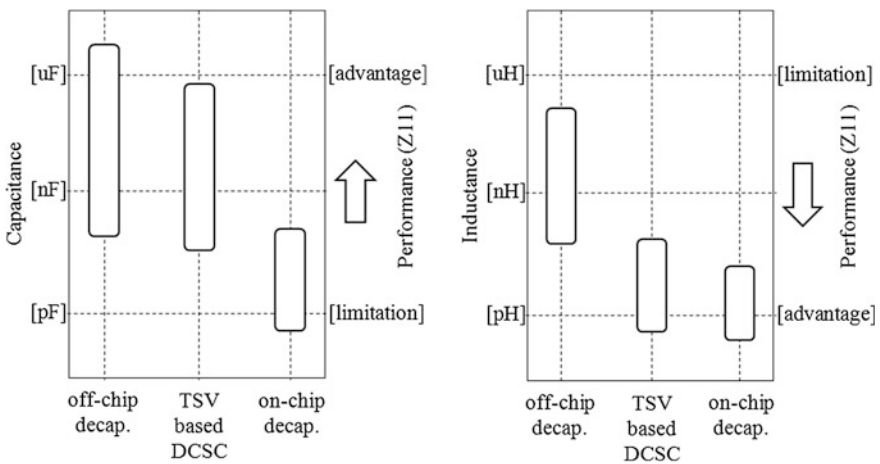 [uF]
[advantage]
Capacitance
[nF]
Performance (Z11)
[pF]
[limitation]
off-chip
decap.
TSV
based
DCSC
on-chip
decap.
[uH]
[limitation]
Inductance
[nH]
Performance (Z11)
[pH]
[advantage]
off-chip
decap.
TSV
based
DCSC
on-chip
decap.